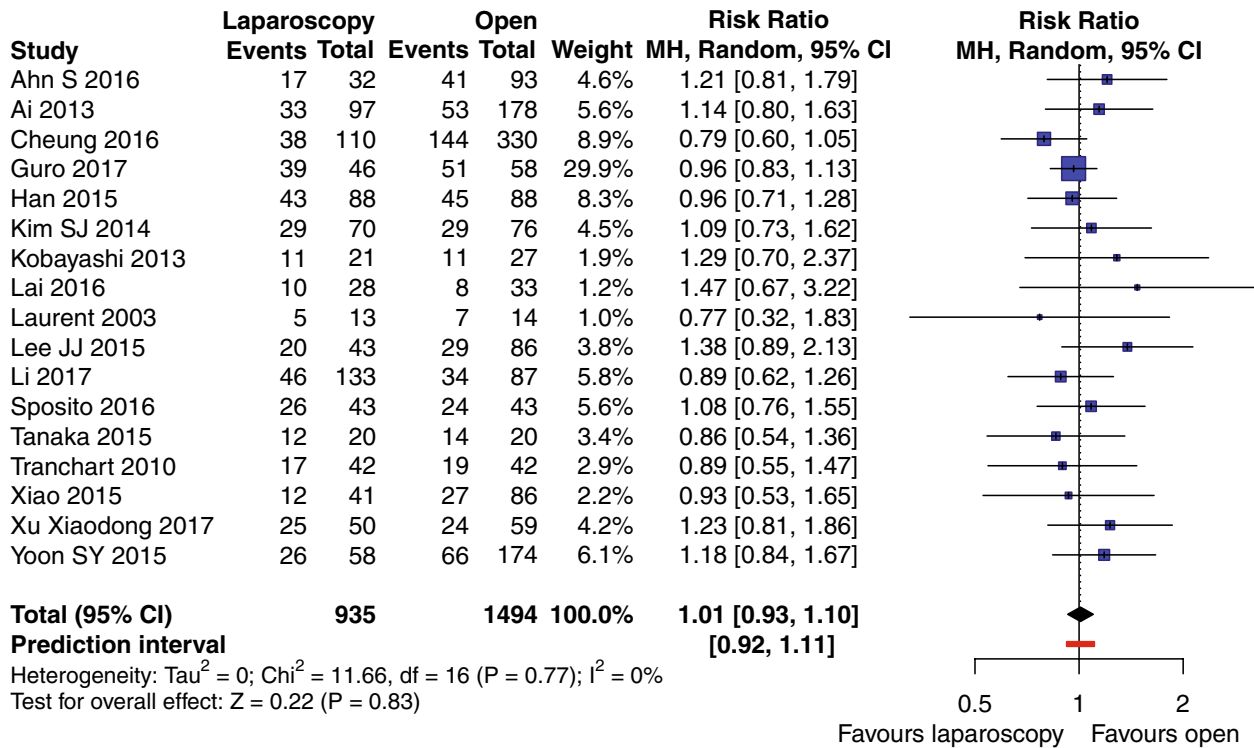 Laparoscopy Open Risk Ratio Risk Ratio
Study Events Total Events Total Weight MH, Random, 95% CI MH, Random, 95% CI
Ahn S 2016 17 32 41 93 4.6% 1.21 [0.81, 1.79]
Ai 2013 33 97 53 178 5.6% 1.14 [0.80, 1.63]
Cheung 2016 38 110 144 330 8.9% 0.79 [0.60, 1.05]
Guro 2017 39 46 51 58 29.9% 0.96 [0.83, 1.13]
Han 2015 43 88 45 88 8.3% 0.96 [0.71, 1.28]
Kim SJ 2014 29 70 29 76 4.5% 1.09 [0.73, 1.62]
Kobayashi 2013 11 21 11 27 1.9% 1.29 [0.70, 2.37]
Lai 2016 10 28 8 33 1.2% 1.47 [0.67, 3.22]
Laurent 2003 5 13 7 14 1.0% 0.77 [0.32, 1.83]
Lee JJ 2015 20 43 29 86 3.8% 1.38 [0.89, 2.13]
Li 2017 46 133 34 87 5.8% 0.89 [0.62, 1.26]
Sposito 2016 26 43 24 43 5.6% 1.08 [0.76, 1.55]
Tanaka 2015 12 20 14 20 3.4% 0.86 [0.54, 1.36]
Tranchart 2010 17 42 19 42 2.9% 0.89 [0.55, 1.47]
Xiao 2015 12 41 27 86 2.2% 0.93 [0.53, 1.65]
Xu Xiaodong 2017 25 50 24 59 4.2% 1.23 [0.81, 1.86]
Yoon SY 2015 26 58 66 174 6.1% 1.18 [0.84, 1.67]
Total (95% CI) 935 1494 100.0% 1.01 [0.93, 1.10]
Prediction interval [0.92, 1.11]
Heterogeneity: Tau² = 0; Chi² = 11.66, df = 16 (P = 0.77); I² = 0%
Test for overall effect: Z = 0.22 (P = 0.83)
0.5 1 2
Favours laparoscopy Favours open